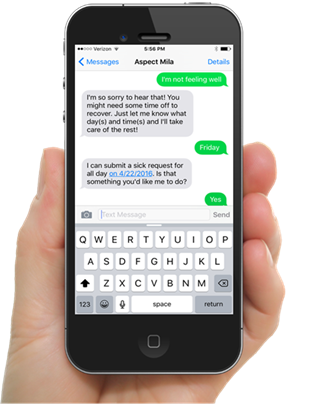 Verizon 5:56 PM
Messages Aspect Mila Details
I'm not feeling well
I'm so sorry to hear that! You
might need some time off to
recover. Just let me know what
day(s) and time(s) and I'll take
care of the rest!
Friday
I can submit a sick request for
all day on 4/22/2016. Is that
something you'd like me to do?
Yes
Text Message Send
Q W E R T Y U I O P
A S D F G H J K L
Z X C V B N M
123 space return